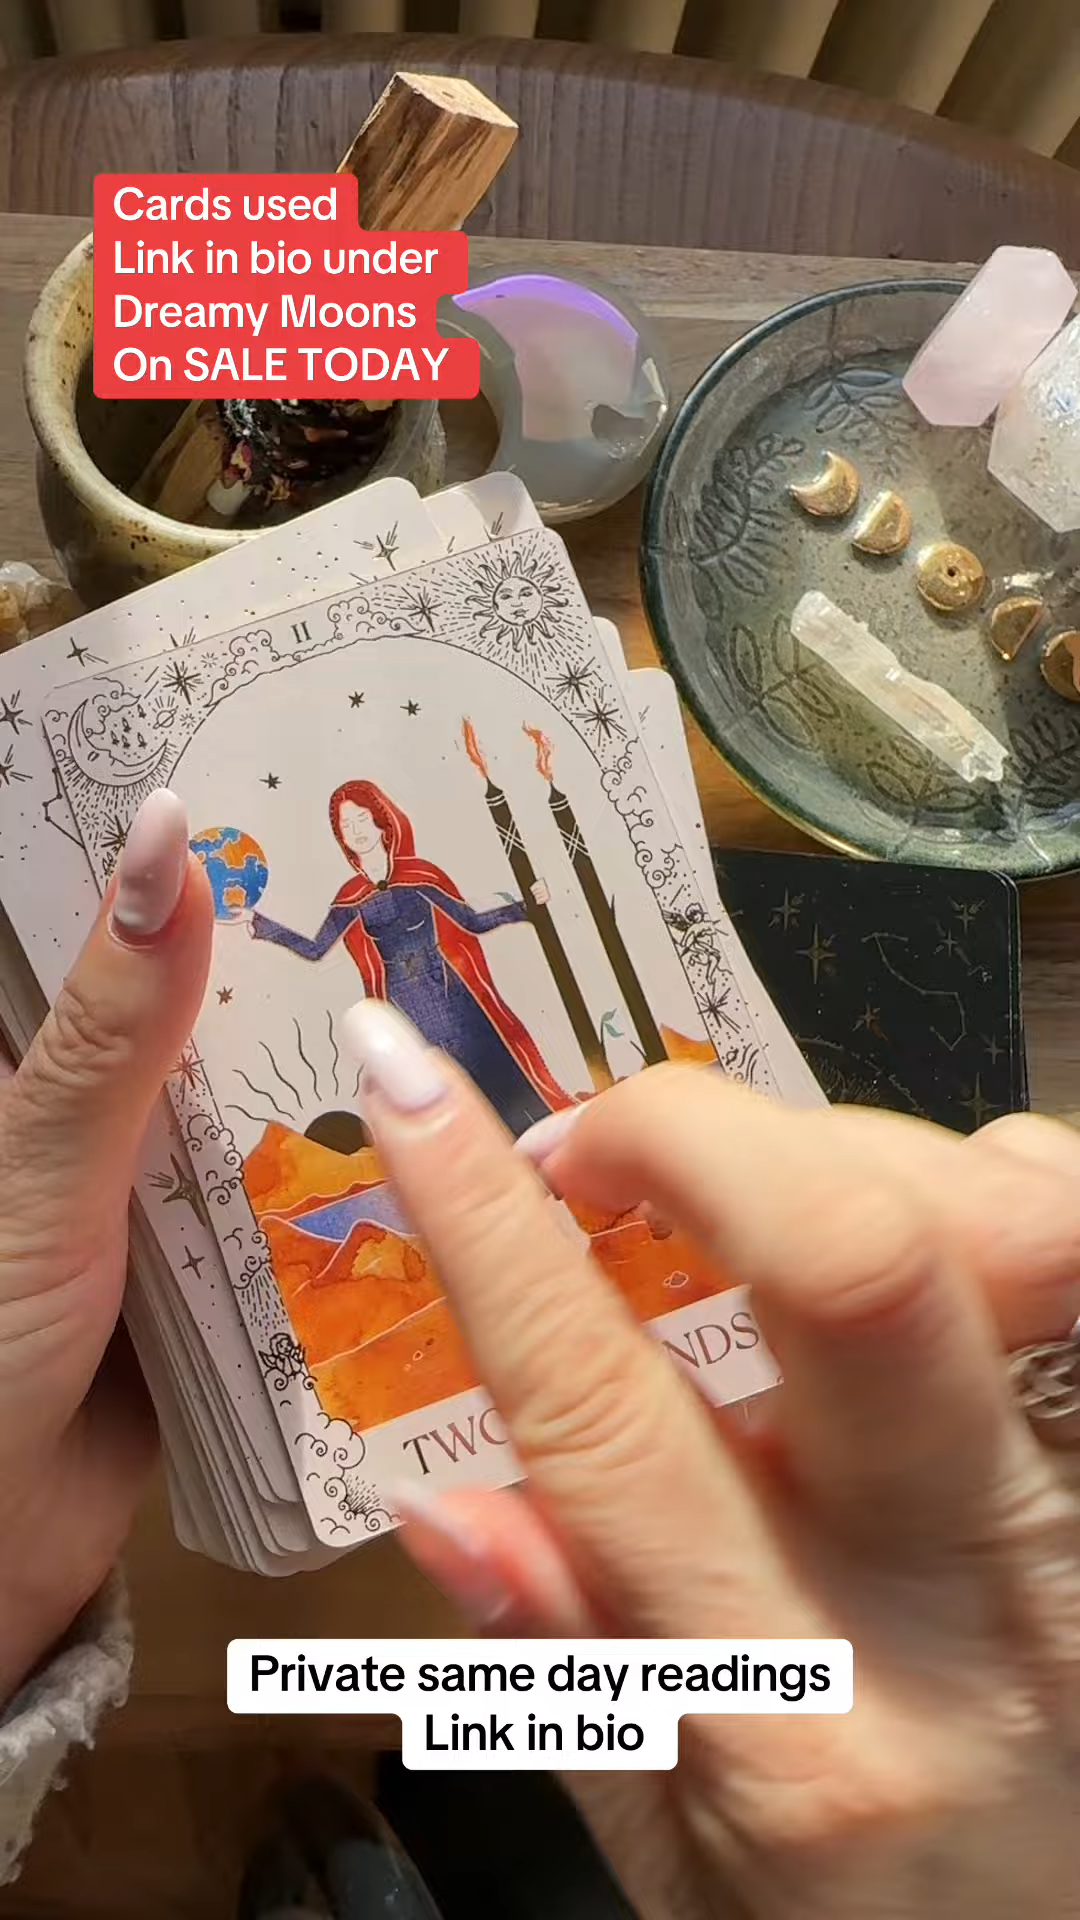 Cards used
Link in bio under
Dreamy Moons
On SALE TODAY
II
TWO NDS
Private same day readings
Link in bio